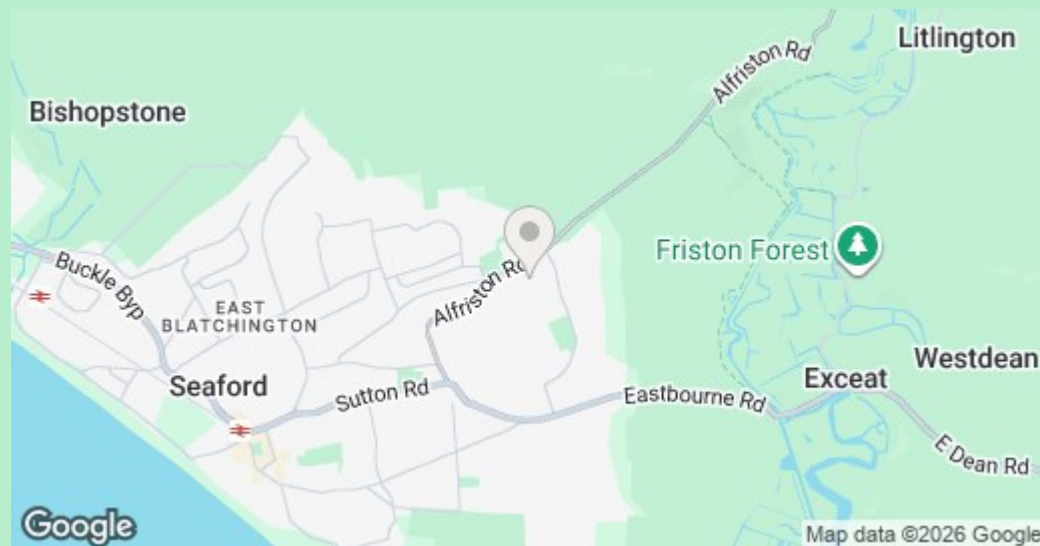 Litlington
Alfriston Rd
Bishopstone
Friston Forest
Buckle Byp
Alfriston Rd
EAST
BLATCHINGTON
Westdean
Exceat
Seaford
Sutton Rd
Eastbourne Rd
E Dean Rd
Google
Map data ©2026 Google